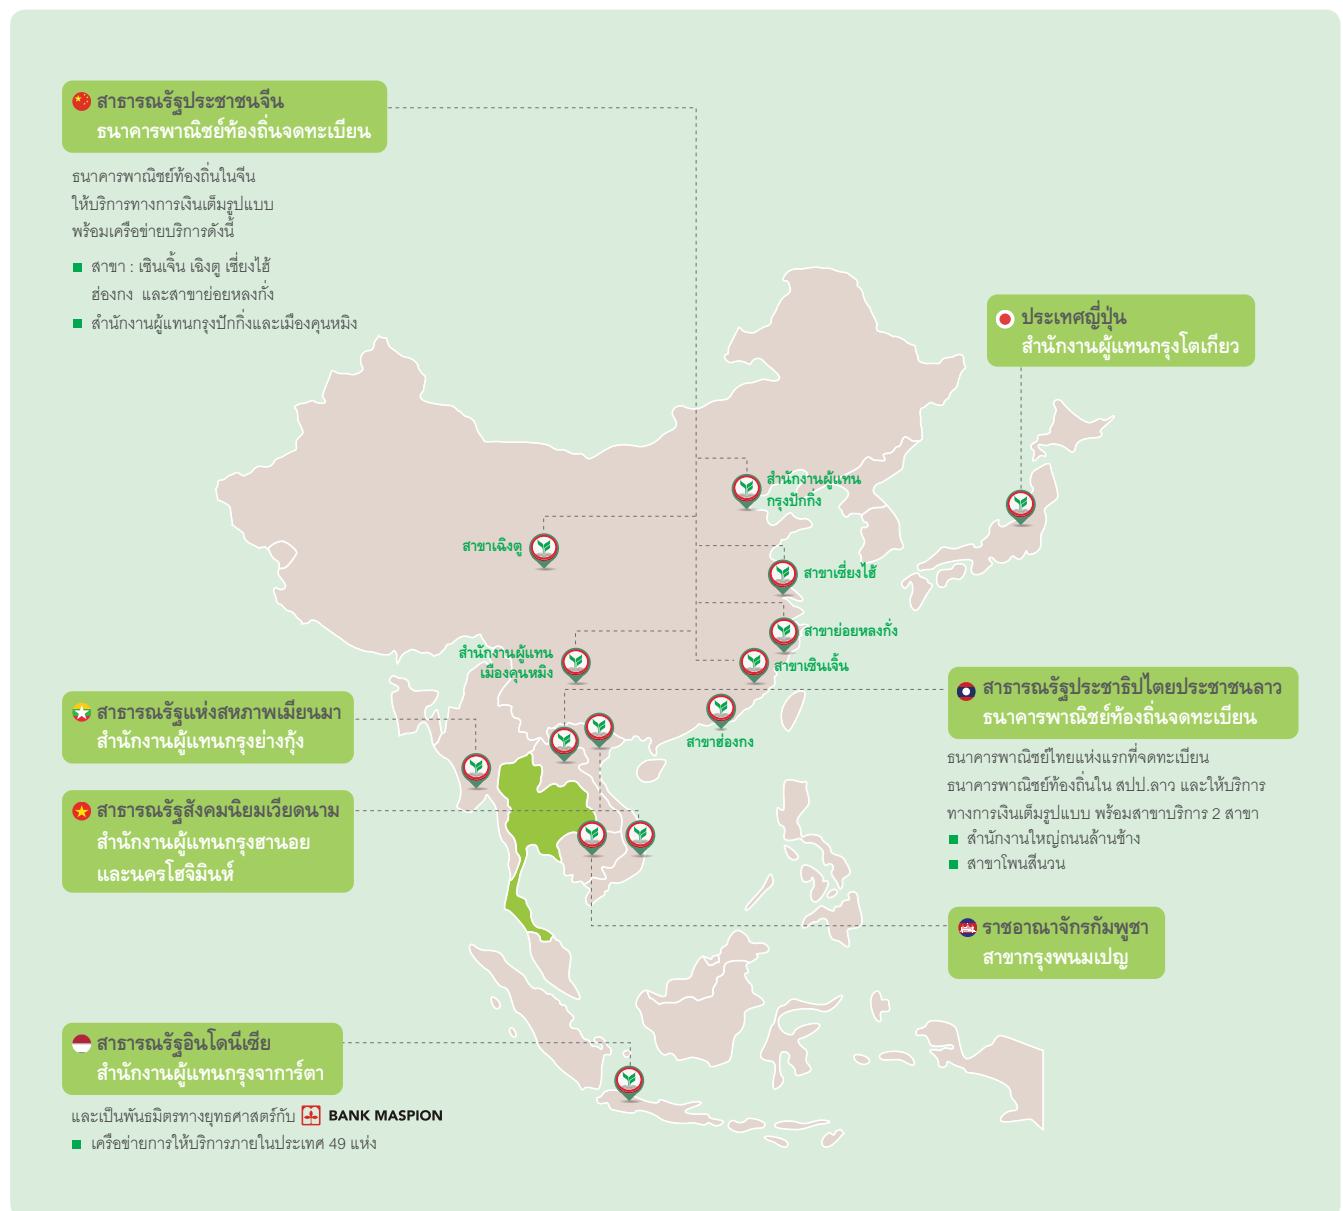 สาธารณรัฐประชาชนจีน
ธนาคารพาณิชย์ท้องถิ่นจดทะเบียน
ธนาคารพาณิชย์ท้องถิ่นในจีน
ให้บริการทางการเงินเต็มรูปแบบ
พร้อมเครือข่ายบริการดังนี้
สาขา : เซินเจิ้น เฉิงตู เซี่ยงไฮ้
ฮ่องกง และสาขาย่อยหลงกั่ง
สำนักงานผู้แทนกรุงปักกิ่งและเมืองคุนหมิง
ประเทศญี่ปุ่น
สำนักงานผู้แทนกรุงโตเกียว
สำนักงานผู้แทน
กรุงปักกิ่ง
สาขาเฉิงตู
สาขาเซี่ยงไฮ้
สาขาย่อยหลงกั่ง
สำนักงานผู้แทน
เมืองคุนหมิง
สาขาเซินเจิ้น
สาขาฮ่องกง
สาธารณรัฐแห่งสหภาพเมียนมา
สำนักงานผู้แทนกรุงย่างกุ้ง
สาธารณรัฐสังคมนิยมเวียดนาม
สำนักงานผู้แทนกรุงฮานอย
และนครโฮจิมินห์
สาธารณรัฐประชาธิปไตยประชาชนลาว
ธนาคารพาณิชย์ท้องถิ่นจดทะเบียน
ธนาคารพาณิชย์ไทยแห่งแรกที่จดทะเบียน
ธนาคารพาณิชย์ท้องถิ่นใน สปป.ลาว และให้บริการ
ทางการเงินเต็มรูปแบบ พร้อมสาขาบริการ 2 สาขา
สำนักงานใหญ่ถนนล้านช้าง
สาขาโพนสีนวน
ราชอาณาจักรกัมพูชา
สาขากรุงพนมเปญ
สาธารณรัฐอินโดนีเซีย
สำนักงานผู้แทนกรุงจาการ์ตา
และเป็นพันธมิตรทางยุทธศาสตร์กับ BANK MASPION
เครือข่ายการให้บริการภายในประเทศ 49 แห่ง